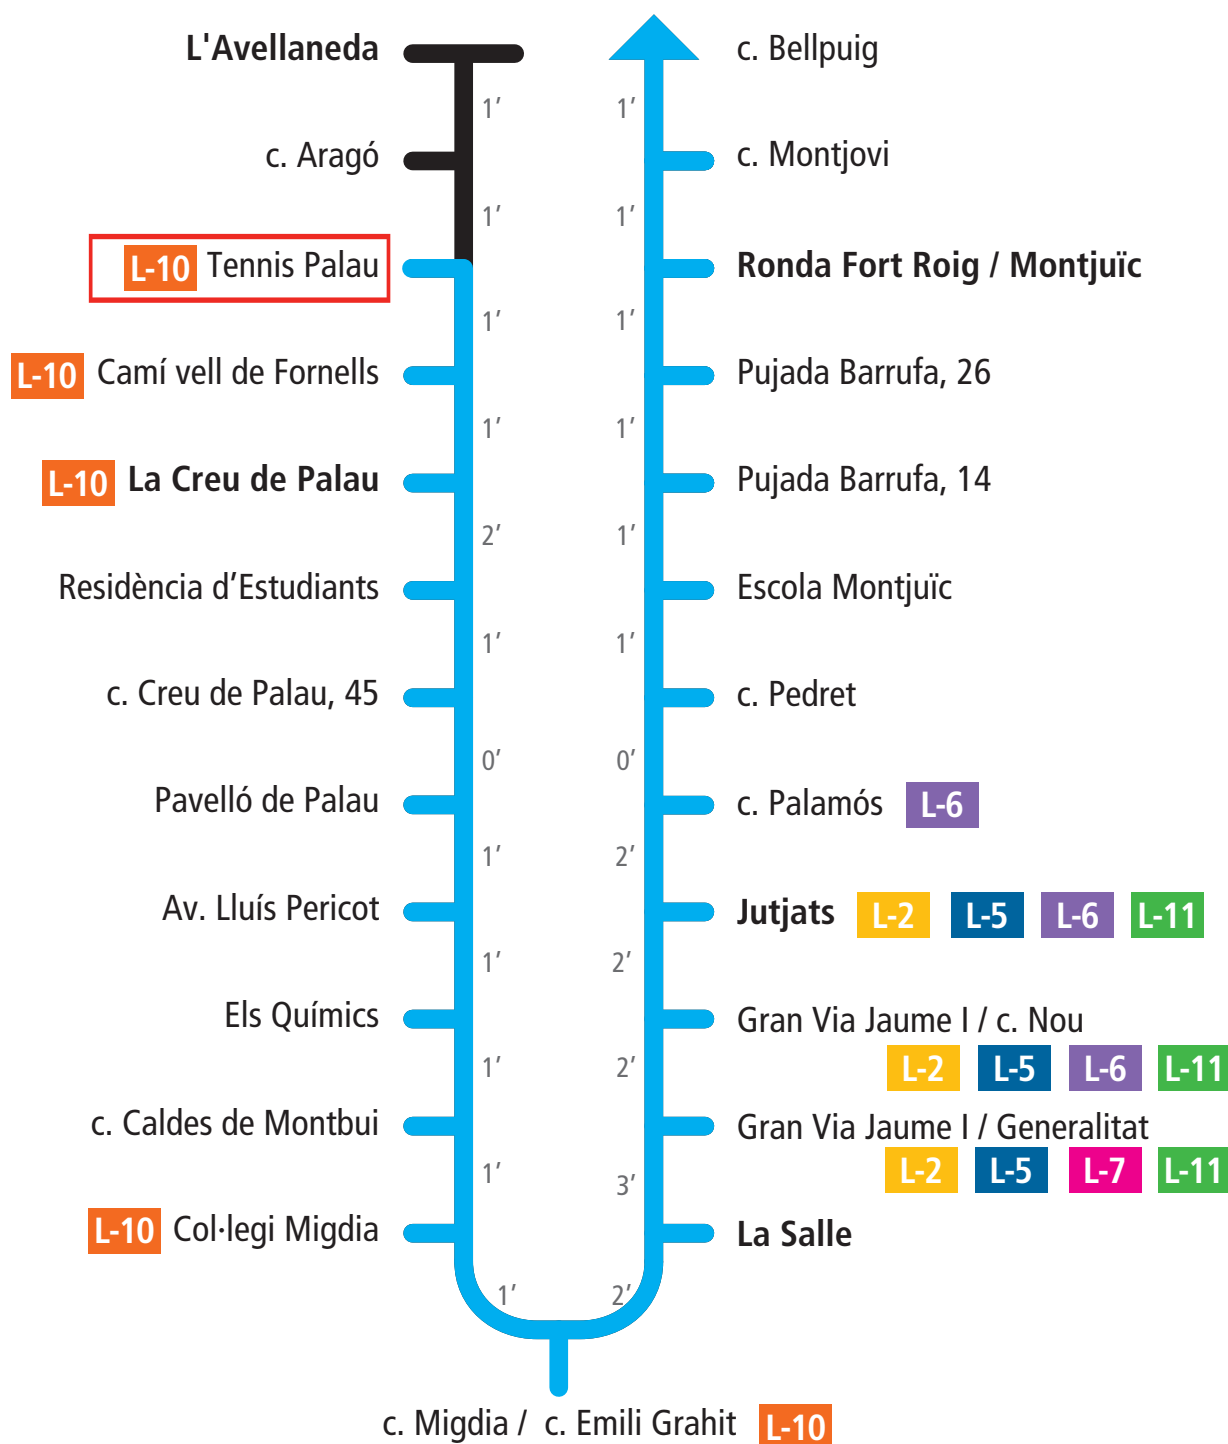 L'Avellaneda
1′
c. Aragó
1′
L-10 Tennis Palau
1′
L-10 Camí vell de Fornells
1′
L-10 La Creu de Palau
2′
Residència d’Estudiants
1′
c. Creu de Palau, 45
0′
Pavelló de Palau
1′
Av. Lluís Pericot
1′
Els Químics
1′
c. Caldes de Montbui
1′
L-10 Col·legi Migdia
1′
c. Migdia / c. Emili Grahit L-10
2′
La Salle
3′
Gran Via Jaume I / Generalitat
L-2 L-5 L-7 L-11
2′
Gran Via Jaume I / c. Nou
L-2 L-5 L-6 L-11
2′
Jutjats L-2 L-5 L-6 L-11
2′
c. Palamós L-6
0′
c. Pedret
1′
Escola Montjuïc
1′
Pujada Barrufa, 14
1′
Pujada Barrufa, 26
1′
Ronda Fort Roig / Montjuïc
1′
c. Montjovi
1′
c. Bellpuig